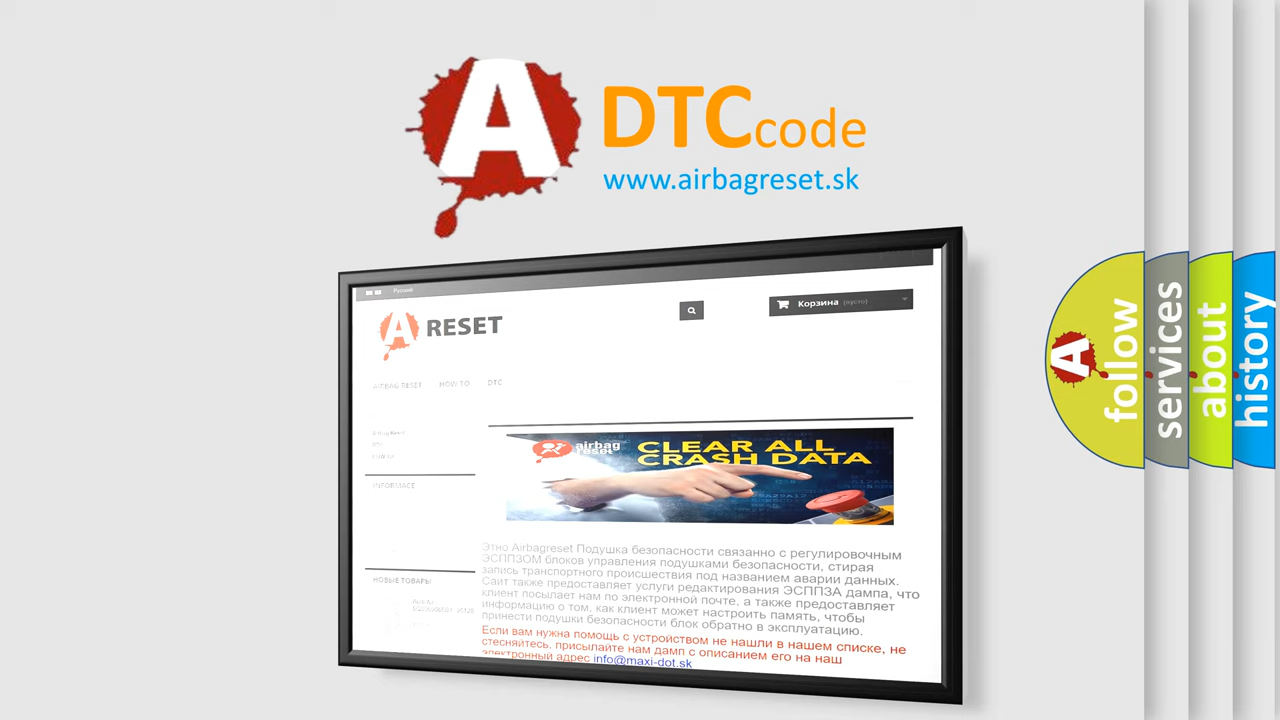 A DTCcode
www.airbagreset.sk
Русский
A RESET
Корзина (пусто)
AIRBAG RESET HOW TO DTC
INFORMACE
airbag
reset
CLEAR ALL
CRASH DATA
Этно Airbagreset Подушка безопасности связанно с регулировочным
ЭСППЗОМ блоков управления подушками безопасности, стирая
запись транспортного происшествия под названием аварии данных.
Сайт также предоставляет услуги редактирования ЭСППЗА дампа, что
клиент посылает нам по электронной почте, а также предоставляет
информацию о том, как клиент может настроить память, чтобы
принести подушки безопасности блок обратно в эксплуатацию.
Если вам нужна помощь с устройством не нашли в нашем списке, не
стесняйтесь, присылайте нам дамп с описанием его на наш
электронный адрес info@maxi-dot.sk
НОВЫЕ ТОВАРЫ
A follow
services
about
history